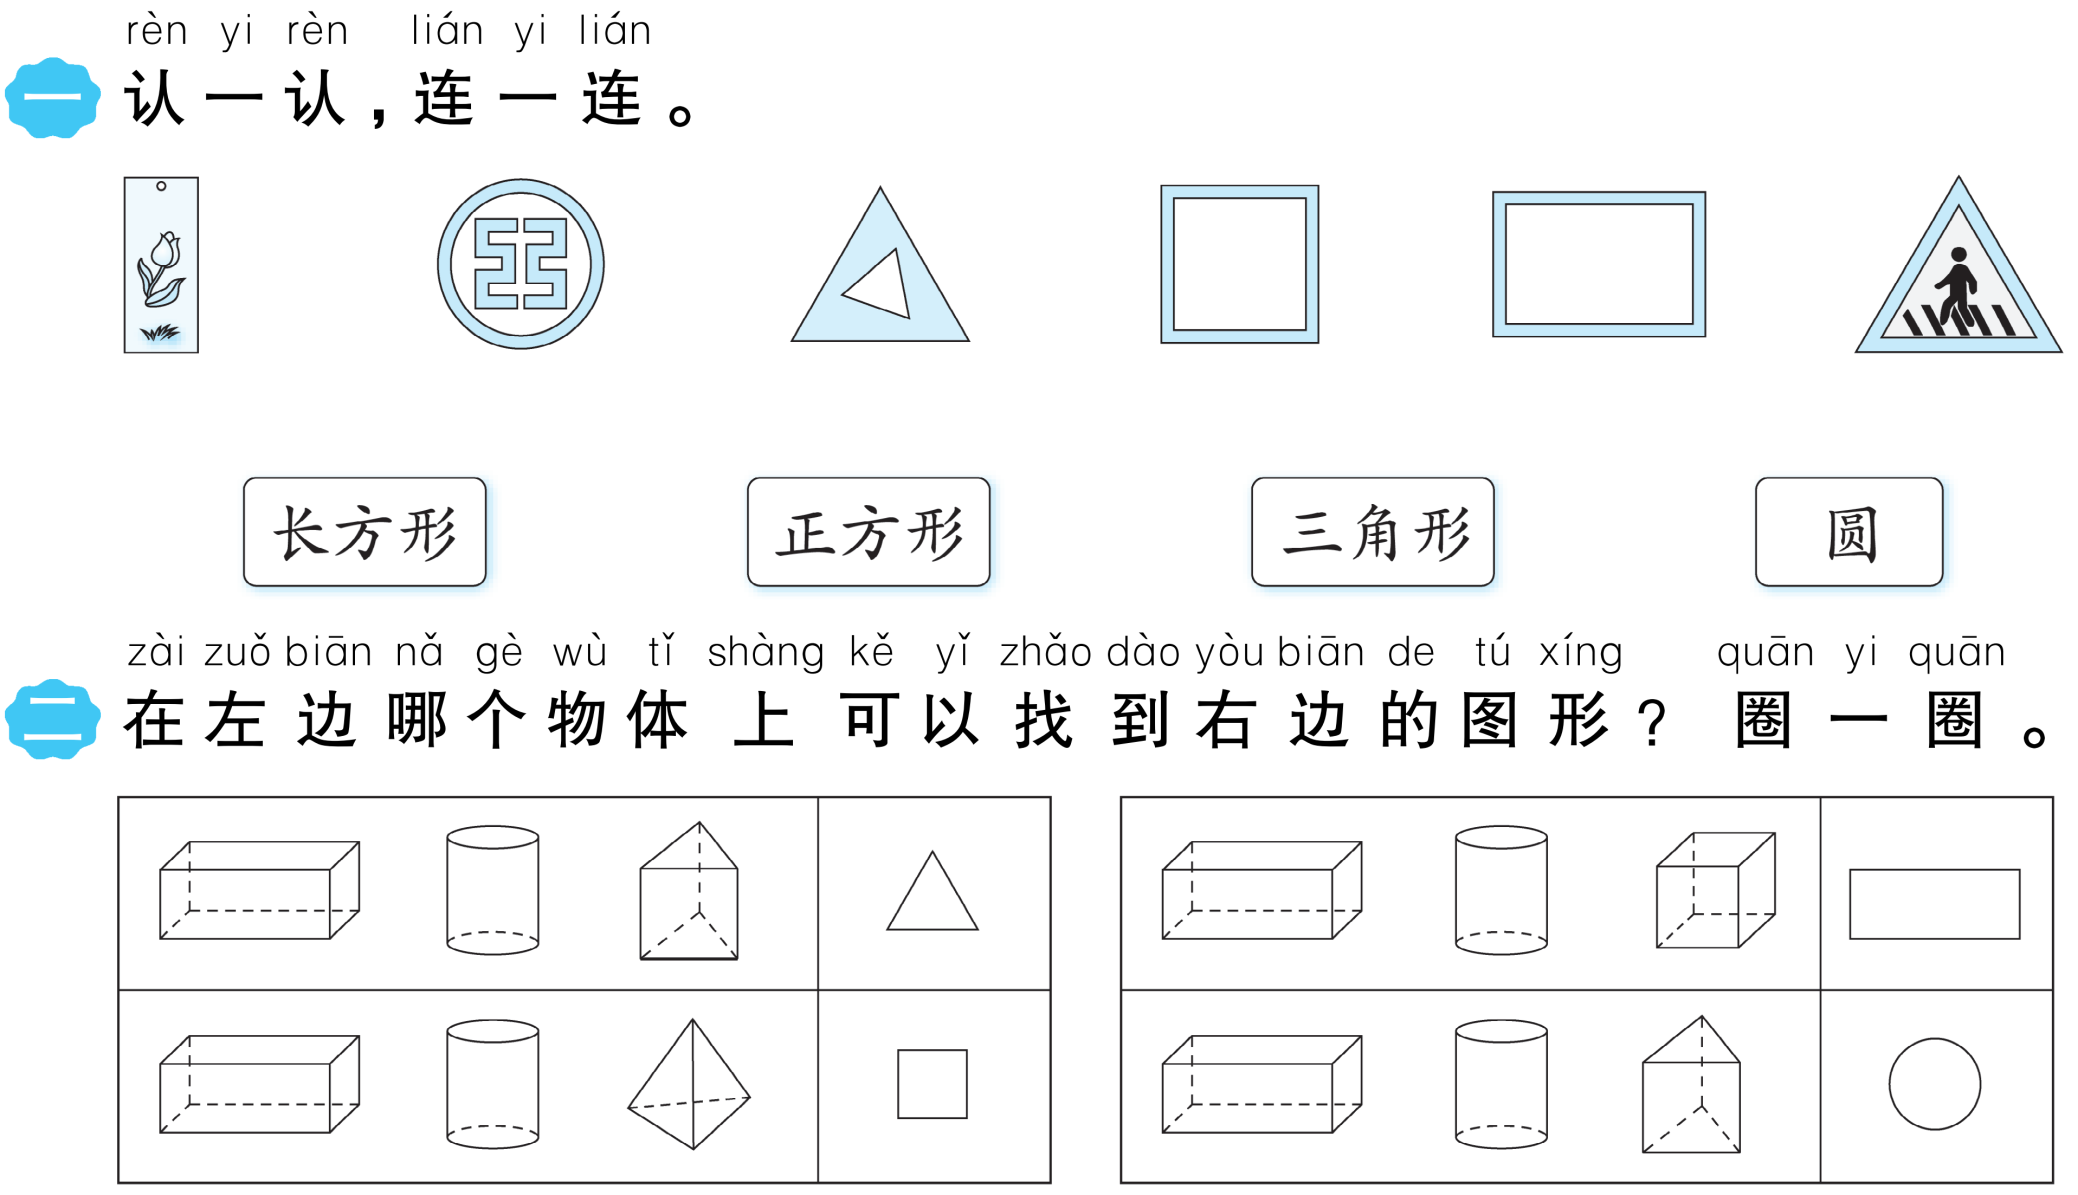 rèn yi rèn lián yi lián
一 认一认，连一连。
长方形 正方形 三角形 圆
zài zuǒ biān nǎ gè wù tǐ shàng kě yǐ zhǎo dào yòu biān de tú xíng quān yi quān
二 在左边哪个物体上可以找到右边的图形？圈一圈。